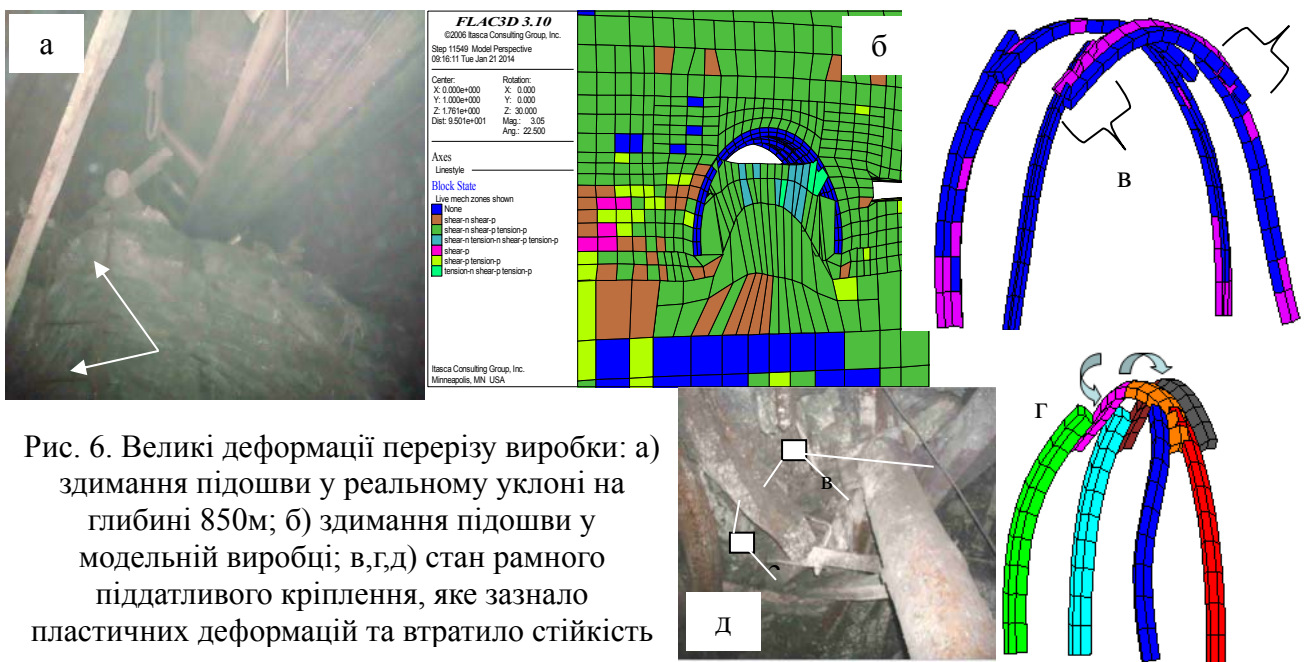 а
FLAC3D 3.10
©2006 Itasca Consulting Group, Inc.
Step 11549 Model Perspective
09:16:11 Tue Jan 21 2014
Center:
X: 0.000e+000
Y: 1.000e+000
Z: 1.761e+000
Dist: 9.501e+001
Rotation:
X: 0.000
Y: 0.000
Z: 30.000
Mag.: 3.05
Ang.: 22.500
Axes
Linestyle
Block State
Live mech zones shown
None
shear-n shear-p
shear-n shear-p tension-p
shear-n tension-n shear-p tension-p
shear-p
shear-p tension-p
tension-n shear-p tension-p
Itasca Consulting Group, Inc.
Minneapolis, MN USA
б
в
г
в
д
Рис. 6. Великі деформації перерізу виробки: а)
здимання підошви у реальному уклоні на
глибині 850м; б) здимання підошви у
модельній виробці; в,г,д) стан рамного
піддатливого кріплення, яке зазнало
пластичних деформацій та втратило стійкість